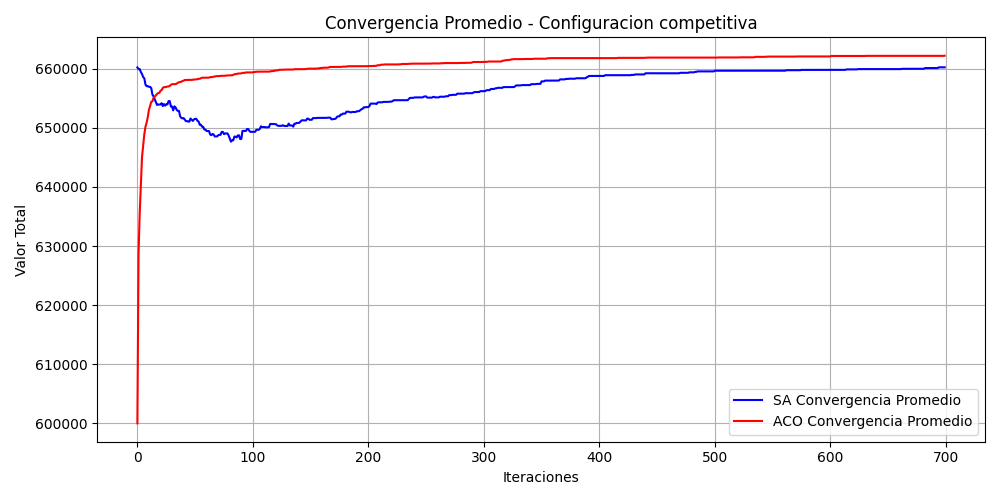 Convergencia Promedio - Configuracion competitiva
Valor Total
660000
650000
640000
630000
620000
610000
600000
0 100 200 300 400 500 600 700
Iteraciones
SA Convergencia Promedio
ACO Convergencia Promedio